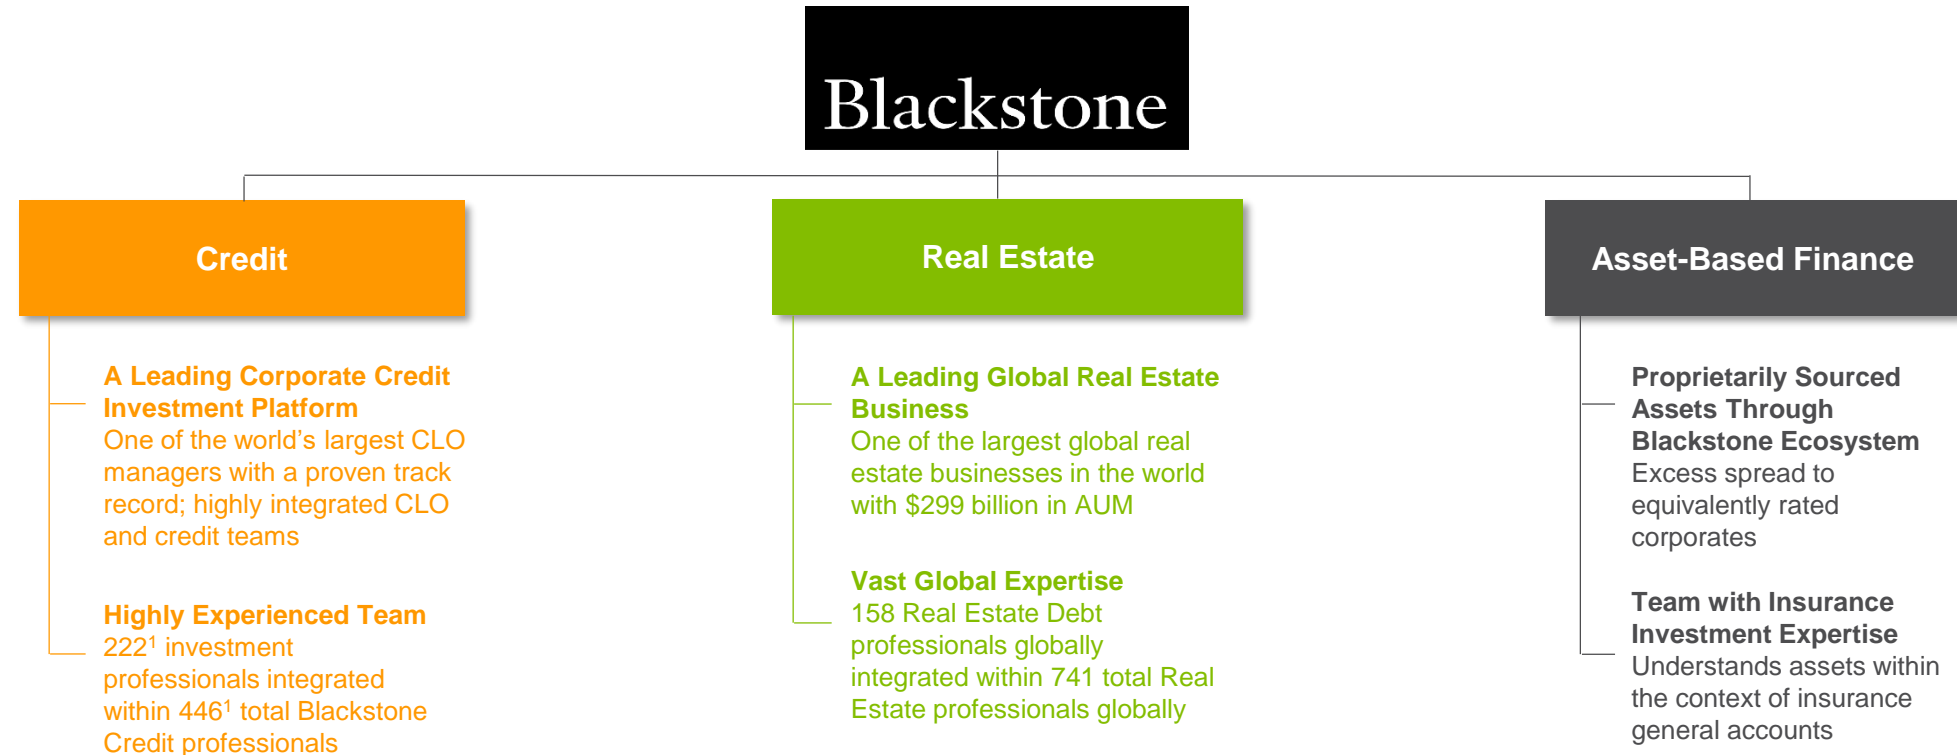 Blackstone
Credit
A Leading Corporate Credit
Investment Platform
One of the world’s largest CLO
managers with a proven track
record; highly integrated CLO
and credit teams
Highly Experienced Team
222¹ investment
professionals integrated
within 446¹ total Blackstone
Credit professionals
Real Estate
A Leading Global Real Estate
Business
One of the largest global real
estate businesses in the world
with $299 billion in AUM
Vast Global Expertise
158 Real Estate Debt
professionals globally
integrated within 741 total Real
Estate professionals globally
Asset-Based Finance
Proprietarily Sourced
Assets Through
Blackstone Ecosystem
Excess spread to
equivalently rated
corporates
Team with Insurance
Investment Expertise
Understands assets within
the context of insurance
general accounts